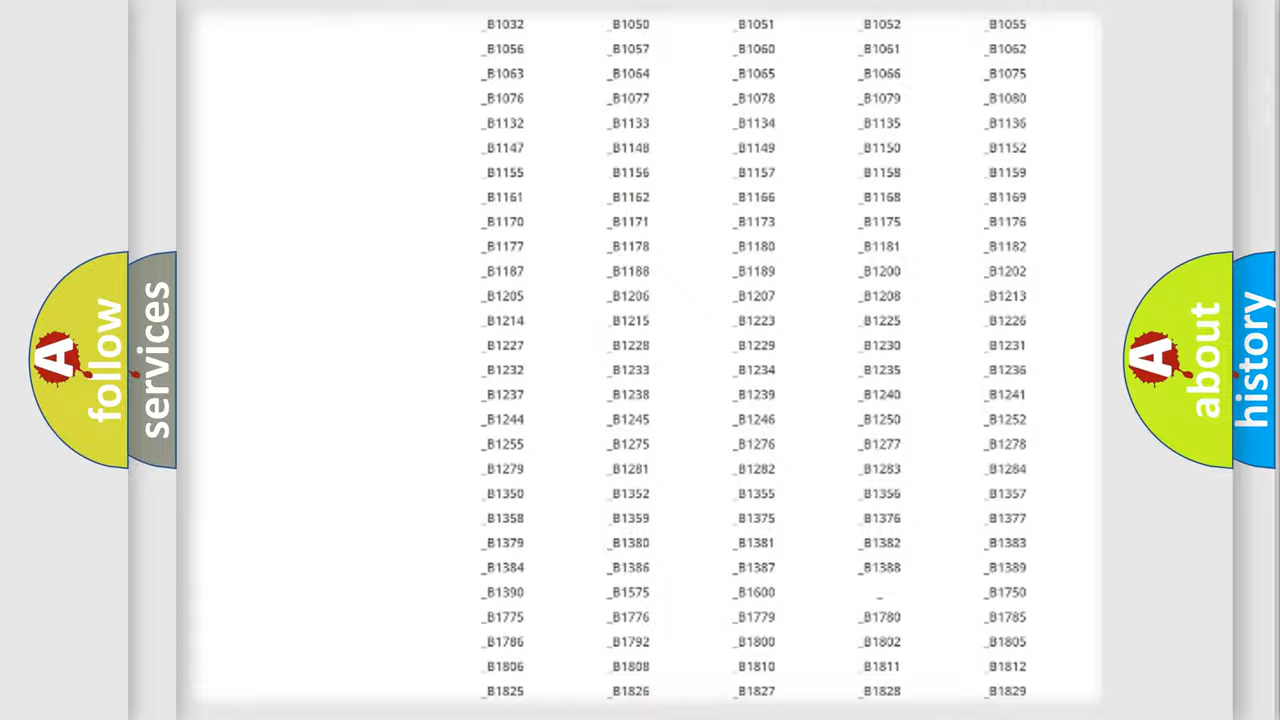 _B1032 _B1050 _B1051 _B1052 _B1055
_B1056 _B1057 _B1060 _B1061 _B1062
_B1063 _B1064 _B1065 _B1066 _B1075
_B1076 _B1077 _B1078 _B1079 _B1080
_B1132 _B1133 _B1134 _B1135 _B1136
_B1147 _B1148 _B1149 _B1150 _B1152
_B1155 _B1156 _B1157 _B1158 _B1159
_B1161 _B1162 _B1166 _B1168 _B1169
_B1170 _B1171 _B1173 _B1175 _B1176
_B1177 _B1178 _B1180 _B1181 _B1182
_B1187 _B1188 _B1189 _B1200 _B1202
_B1205 _B1206 _B1207 _B1208 _B1213
_B1214 _B1215 _B1223 _B1225 _B1226
_B1227 _B1228 _B1229 _B1230 _B1231
_B1232 _B1233 _B1234 _B1235 _B1236
_B1237 _B1238 _B1239 _B1240 _B1241
_B1244 _B1245 _B1246 _B1250 _B1252
_B1255 _B1275 _B1276 _B1277 _B1278
_B1279 _B1281 _B1282 _B1283 _B1284
_B1350 _B1352 _B1355 _B1356 _B1357
_B1358 _B1359 _B1375 _B1376 _B1377
_B1379 _B1380 _B1381 _B1382 _B1383
_B1384 _B1386 _B1387 _B1388 _B1389
_B1390 _B1575 _B1600 _ _B1750
_B1775 _B1776 _B1779 _B1780 _B1785
_B1786 _B1792 _B1800 _B1802 _B1805
_B1806 _B1808 _B1810 _B1811 _B1812
_B1825 _B1826 _B1827 _B1828 _B1829
A follow
services
A about
history